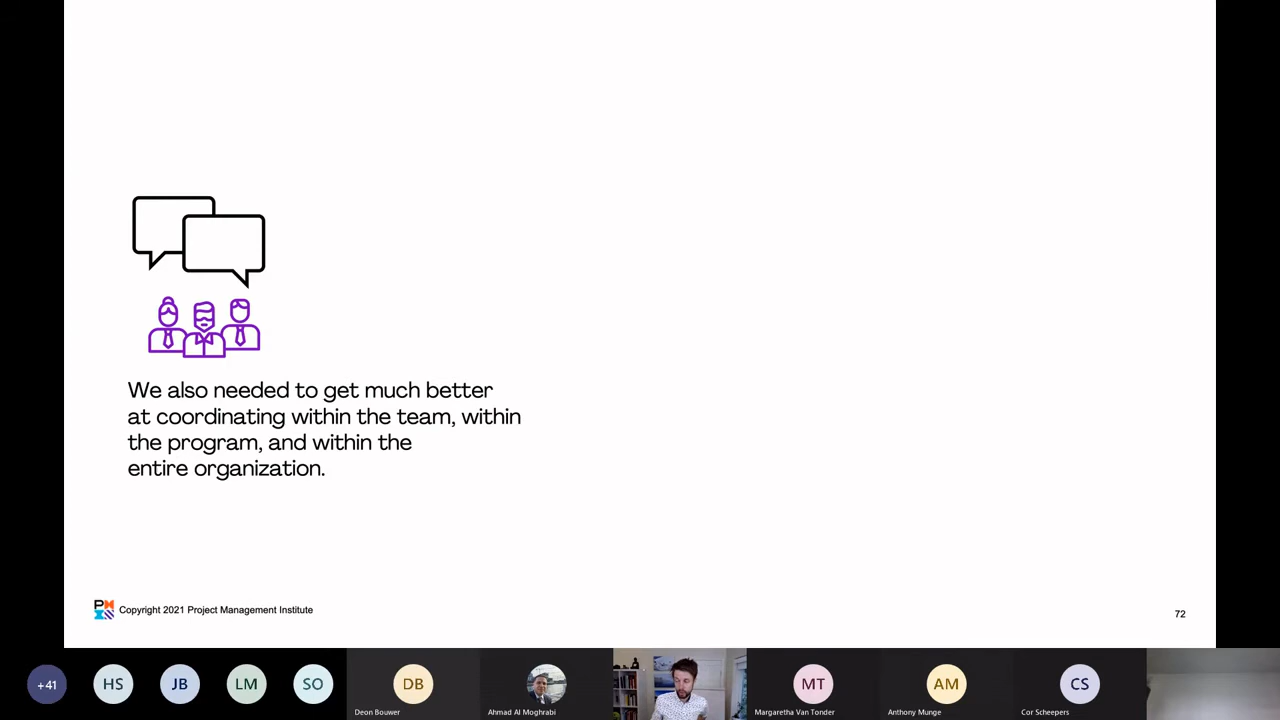 We also needed to get much better
at coordinating within the team, within
the program, and within the
entire organization.
Copyright 2021 Project Management Institute
72
+41
HS
JB
LM
SO
DB
Deon Bouwer
Ahmad Al Moghrabi
MT
Margaretha Van Tonder
AM
Anthony Munge
CS
Cor Scheepers